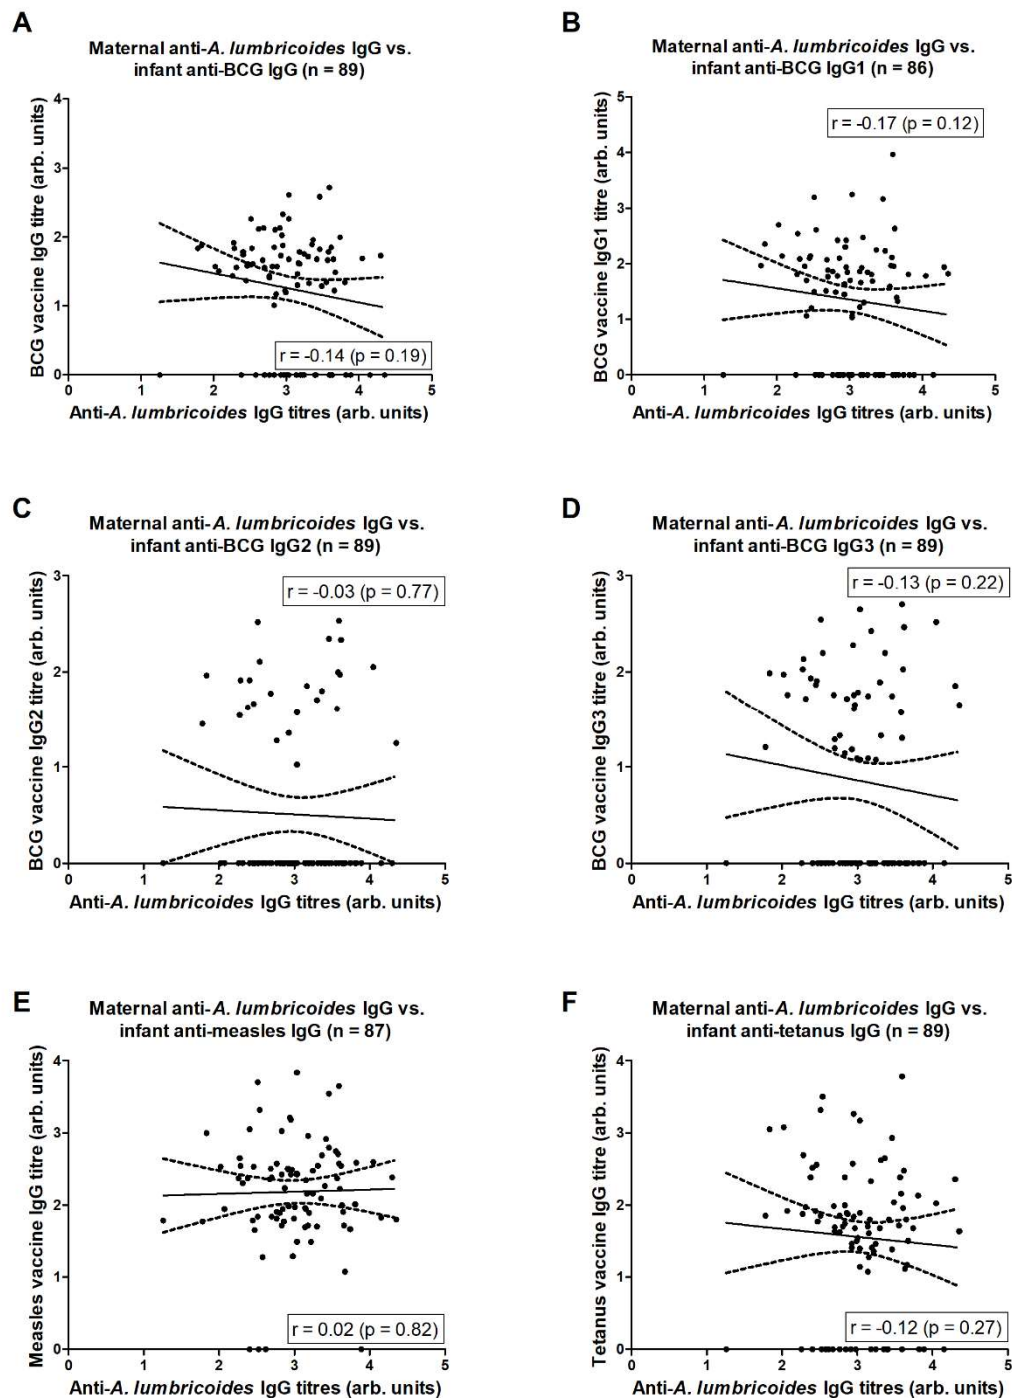 A
Maternal anti-A. lumbricoides IgG vs.
infant anti-BCG IgG (n = 89)
BCG vaccine IgG titre (arb. units)
4
3
2
1
0
r = -0.14 (p = 0.19)
0 1 2 3 4 5
Anti-A. lumbricoides IgG titres (arb. units)
B
Maternal anti-A. lumbricoides IgG vs.
infant anti-BCG IgG1 (n = 86)
BCG vaccine IgG1 titre (arb. units)
5
4
3
2
1
0
r = -0.17 (p = 0.12)
0 1 2 3 4 5
Anti-A. lumbricoides IgG titres (arb. units)
C
Maternal anti-A. lumbricoides IgG vs.
infant anti-BCG IgG2 (n = 89)
BCG vaccine IgG2 titre (arb. units)
3
2
1
0
r = -0.03 (p = 0.77)
0 1 2 3 4 5
Anti-A. lumbricoides IgG titres (arb. units)
D
Maternal anti-A. lumbricoides IgG vs.
infant anti-BCG IgG3 (n = 89)
BCG vaccine IgG3 titre (arb. units)
3
2
1
0
r = -0.13 (p = 0.22)
0 1 2 3 4 5
Anti-A. lumbricoides IgG titres (arb. units)
E
Maternal anti-A. lumbricoides IgG vs.
infant anti-measles IgG (n = 87)
Measles vaccine IgG titre (arb. units)
4
3
2
1
0
r = 0.02 (p = 0.82)
0 1 2 3 4 5
Anti-A. lumbricoides IgG titres (arb. units)
F
Maternal anti-A. lumbricoides IgG vs.
infant anti-tetanus IgG (n = 89)
Tetanus vaccine IgG titre (arb. units)
4
3
2
1
0
r = -0.12 (p = 0.27)
0 1 2 3 4 5
Anti-A. lumbricoides IgG titres (arb. units)